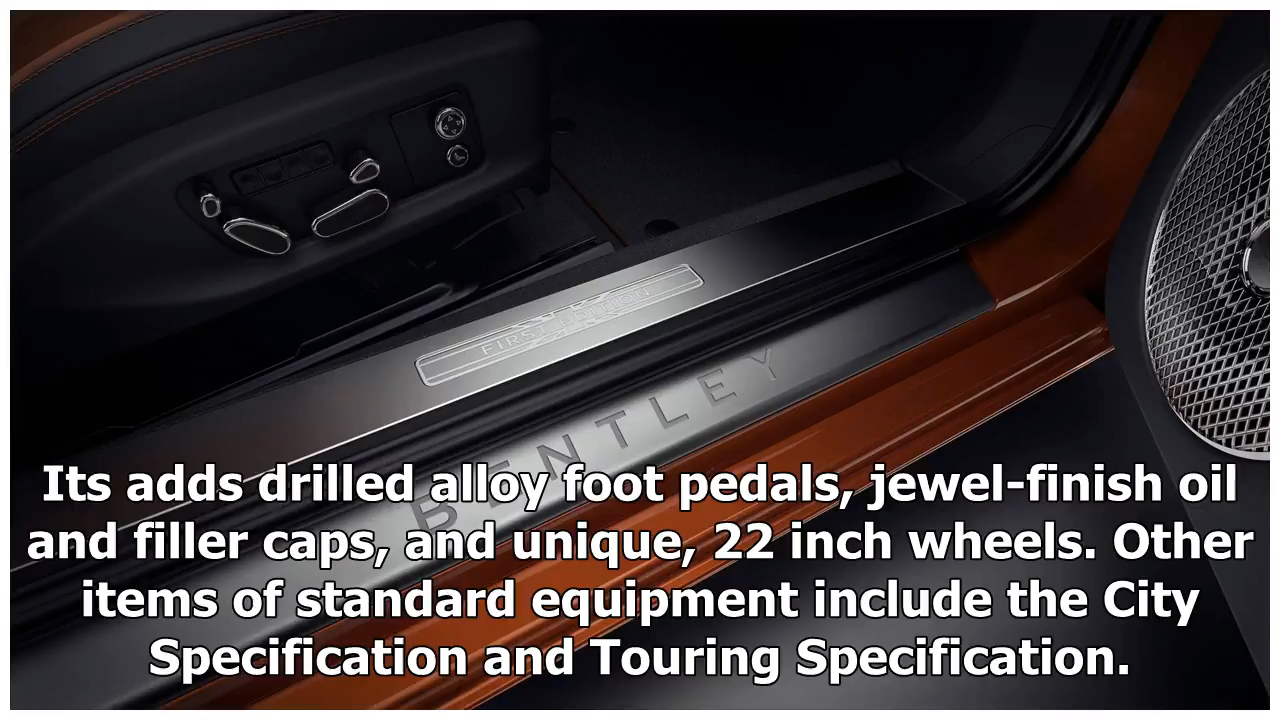 FIRST EDITION
BENTLEY
Its adds drilled alloy foot pedals, jewel-finish oil
and filler caps, and unique, 22 inch wheels. Other
items of standard equipment include the City
Specification and Touring Specification.